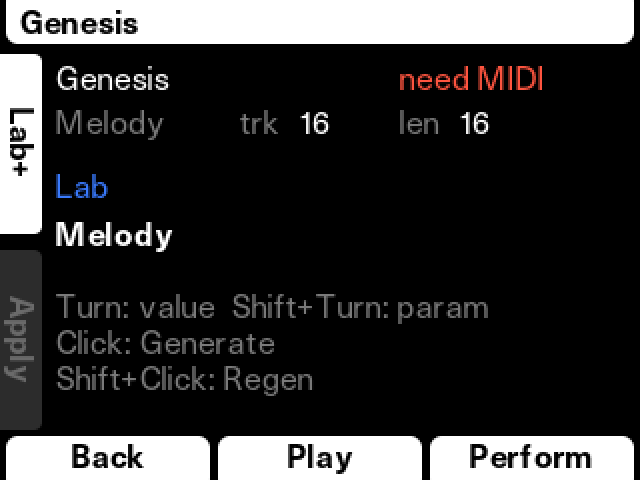 Genesis
Lab+
Apply
Genesis need MIDI
Melody trk 16 len 16
Lab
Melody
Turn: value Shift+Turn: param
Click: Generate
Shift+Click: Regen
Back Play Perform